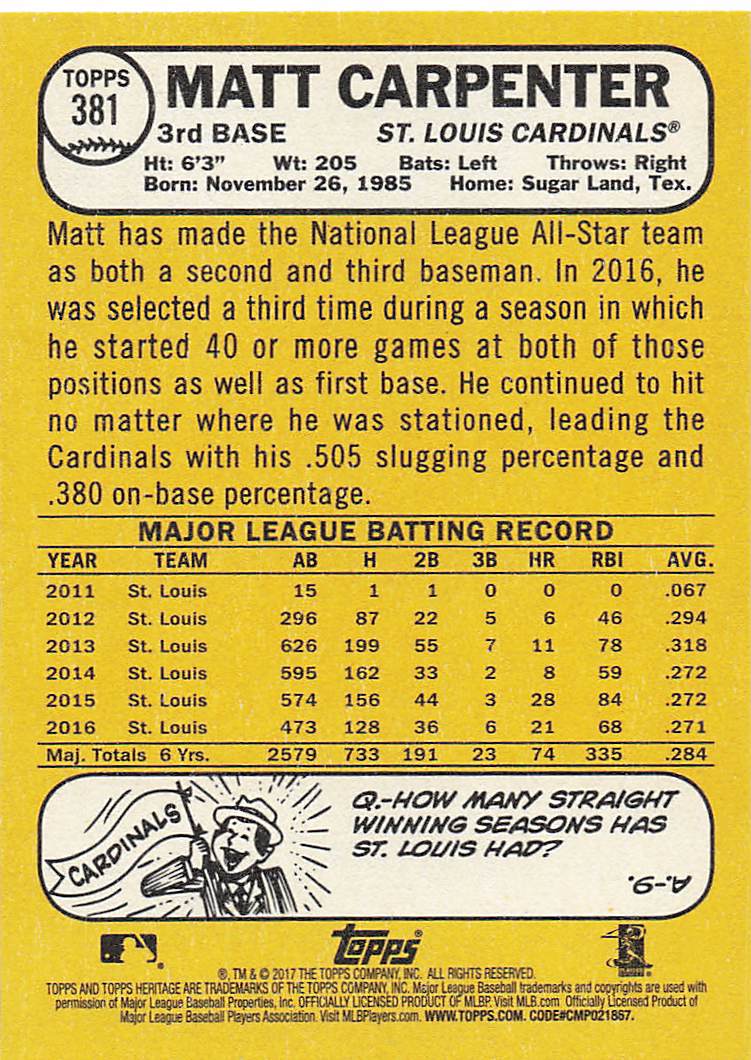 TOPPS
381
MATT CARPENTER
3rd BASE ST. LOUIS CARDINALS®
Ht: 6'3" Wt: 205 Bats: Left Throws: Right
Born: November 26, 1985 Home: Sugar Land, Tex.
Matt has made the National League All-Star team
as both a second and third baseman. In 2016, he
was selected a third time during a season in which
he started 40 or more games at both of those
positions as well as first base. He continued to hit
no matter where he was stationed, leading the
Cardinals with his .505 slugging percentage and
.380 on-base percentage.
MAJOR LEAGUE BATTING RECORD
YEAR TEAM AB H 2B 3B HR RBI AVG.
2011 St. Louis 15 1 1 0 0 0 .067
2012 St. Louis 296 87 22 5 6 46 .294
2013 St. Louis 626 199 55 7 11 78 .318
2014 St. Louis 595 162 33 2 8 59 .272
2015 St. Louis 574 156 44 3 28 84 .272
2016 St. Louis 473 128 36 6 21 68 .271
Maj. Totals 6 Yrs. 2579 733 191 23 74 335 .284
CARDINALS
Q.-HOW MANY STRAIGHT
WINNING SEASONS HAS
ST. LOUIS HAD?
A.-9.
Topps®
®, TM & © 2017 THE TOPPS COMPANY, INC. ALL RIGHTS RESERVED.
TOPPS AND TOPPS HERITAGE ARE TRADEMARKS OF THE TOPPS COMPANY, INC. Major League Baseball trademarks and copyrights are used with
permission of Major League Baseball Properties, Inc. OFFICIALLY LICENSED PRODUCT OF MLBP. Visit MLB.com Officially Licensed Product of
Major League Baseball Players Association. Visit MLBPlayers.com. WWW.TOPPS.COM. CODE#CMP021867.